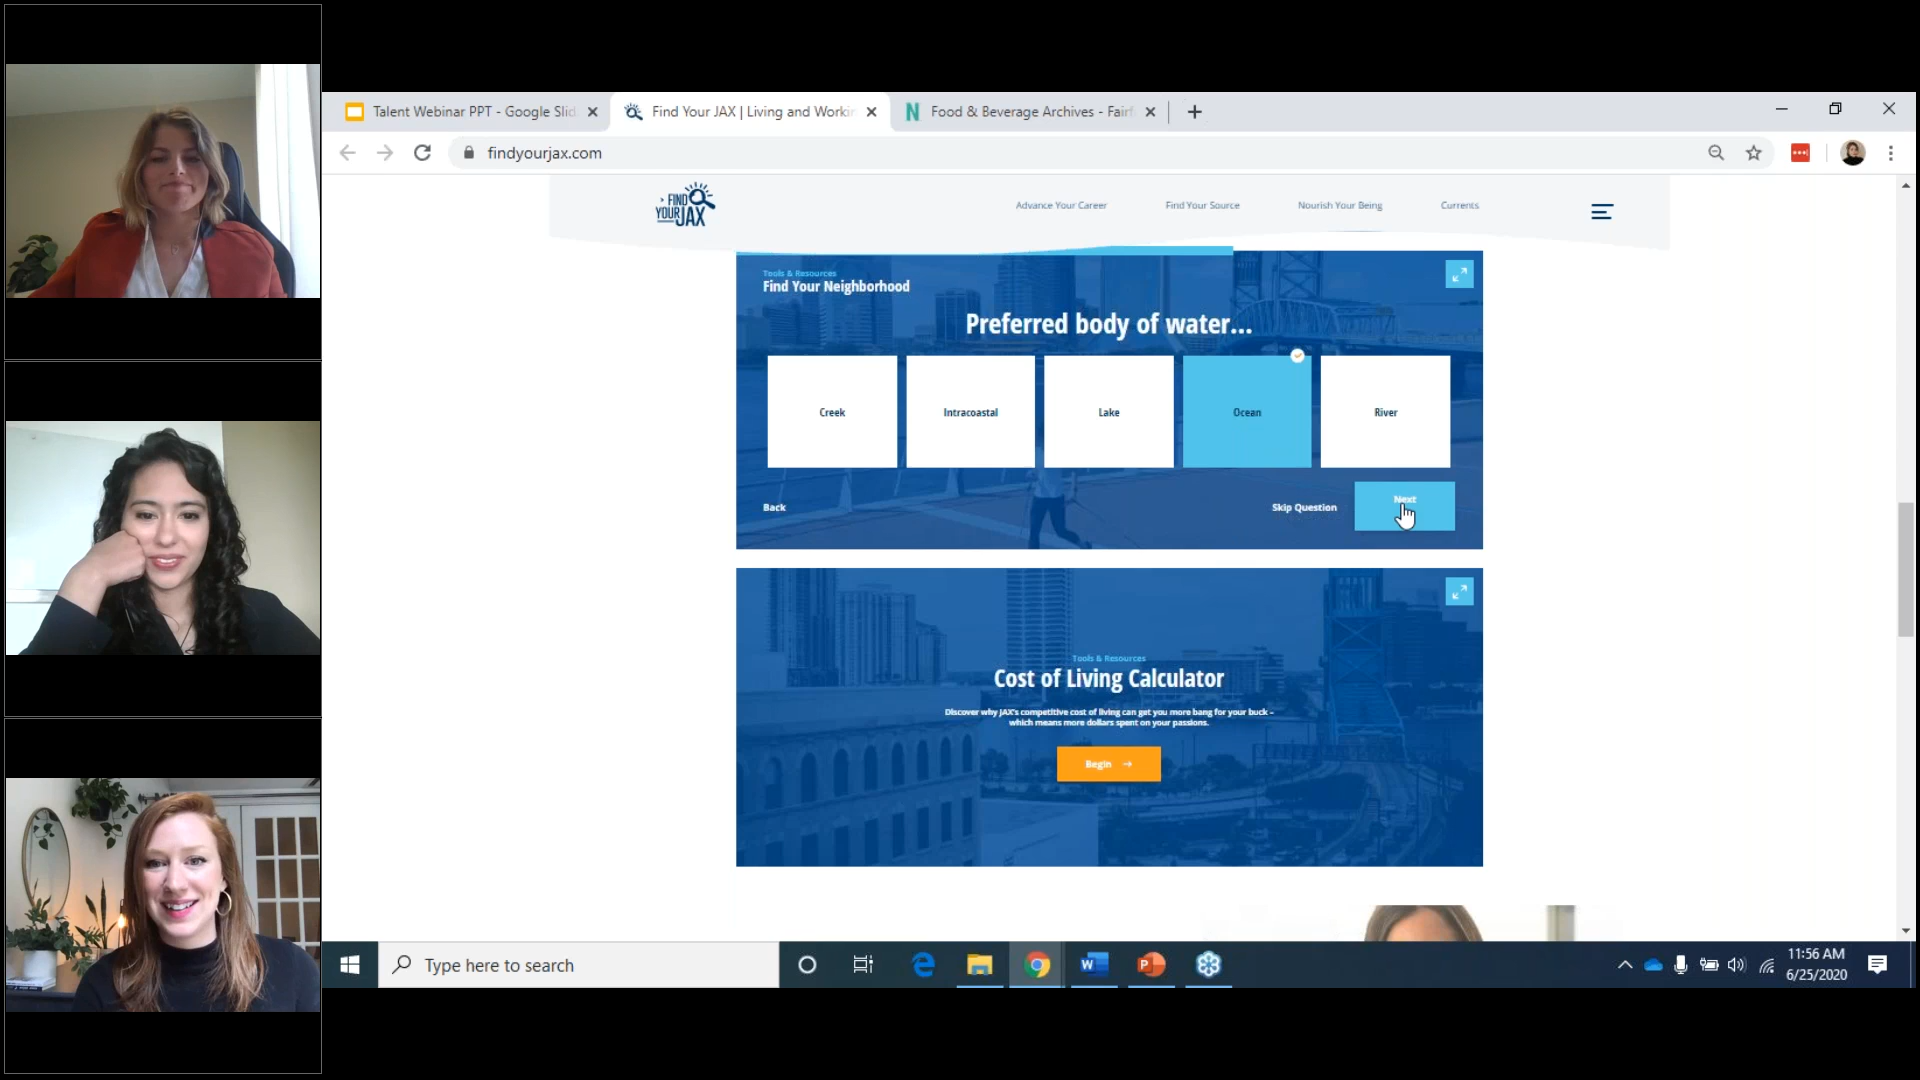 Talent Webinar PPT - Google Slid
Find Your JAX | Living and Workin
N
Food & Beverage Archives - Fairf
findyourjax.com
FIND
YOUR JAX
Advance Your Career
Find Your Source
Nourish Your Being
Currents
Tools & Resources
Find Your Neighborhood
Preferred body of water...
Creek
Intracoastal
Lake
Ocean
River
Back
Skip Question
Next
Tools & Resources
Cost of Living Calculator
Discover why JAX's competitive cost of living can get you more bang for your buck –
which means more dollars spent on your passions.
Begin →
Type here to search
W
P
11:56 AM
6/25/2020